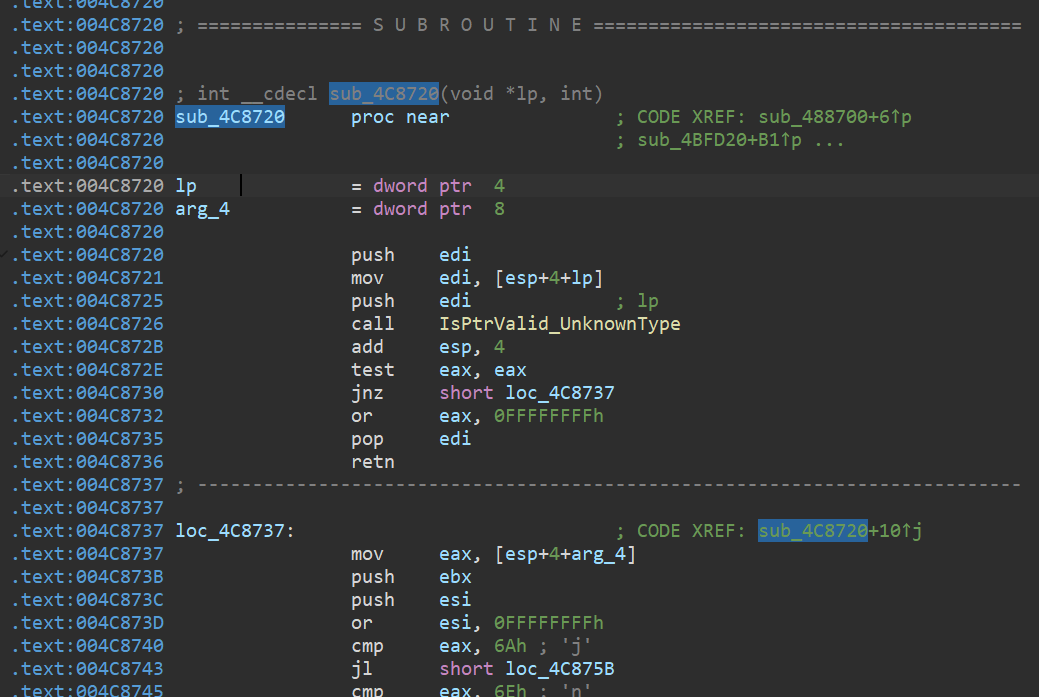 .text:004C8720
.text:004C8720 ; =============== S U B R O U T I N E =======================================
.text:004C8720
.text:004C8720
.text:004C8720 ; int __cdecl sub_4C8720(void *lp, int)
.text:004C8720 sub_4C8720 proc near ; CODE XREF: sub_488700+6↑p
.text:004C8720 ; sub_4BFD20+B1↑p ...
.text:004C8720
.text:004C8720 lp = dword ptr 4
.text:004C8720 arg_4 = dword ptr 8
.text:004C8720
.text:004C8720 push edi
.text:004C8721 mov edi, [esp+4+lp]
.text:004C8725 push edi ; lp
.text:004C8726 call IsPtrValid_UnknownType
.text:004C872B add esp, 4
.text:004C872E test eax, eax
.text:004C8730 jnz short loc_4C8737
.text:004C8732 or eax, 0FFFFFFFFh
.text:004C8735 pop edi
.text:004C8736 retn
.text:004C8737 ; ---------------------------------------------------------------------------
.text:004C8737
.text:004C8737 loc_4C8737: ; CODE XREF: sub_4C8720+10↑j
.text:004C8737 mov eax, [esp+4+arg_4]
.text:004C873B push ebx
.text:004C873C push esi
.text:004C873D or esi, 0FFFFFFFFh
.text:004C8740 cmp eax, 6Ah ; 'j'
.text:004C8743 jl short loc_4C875B
.text:004C8745 cmp eax, 6Eh ; 'n'